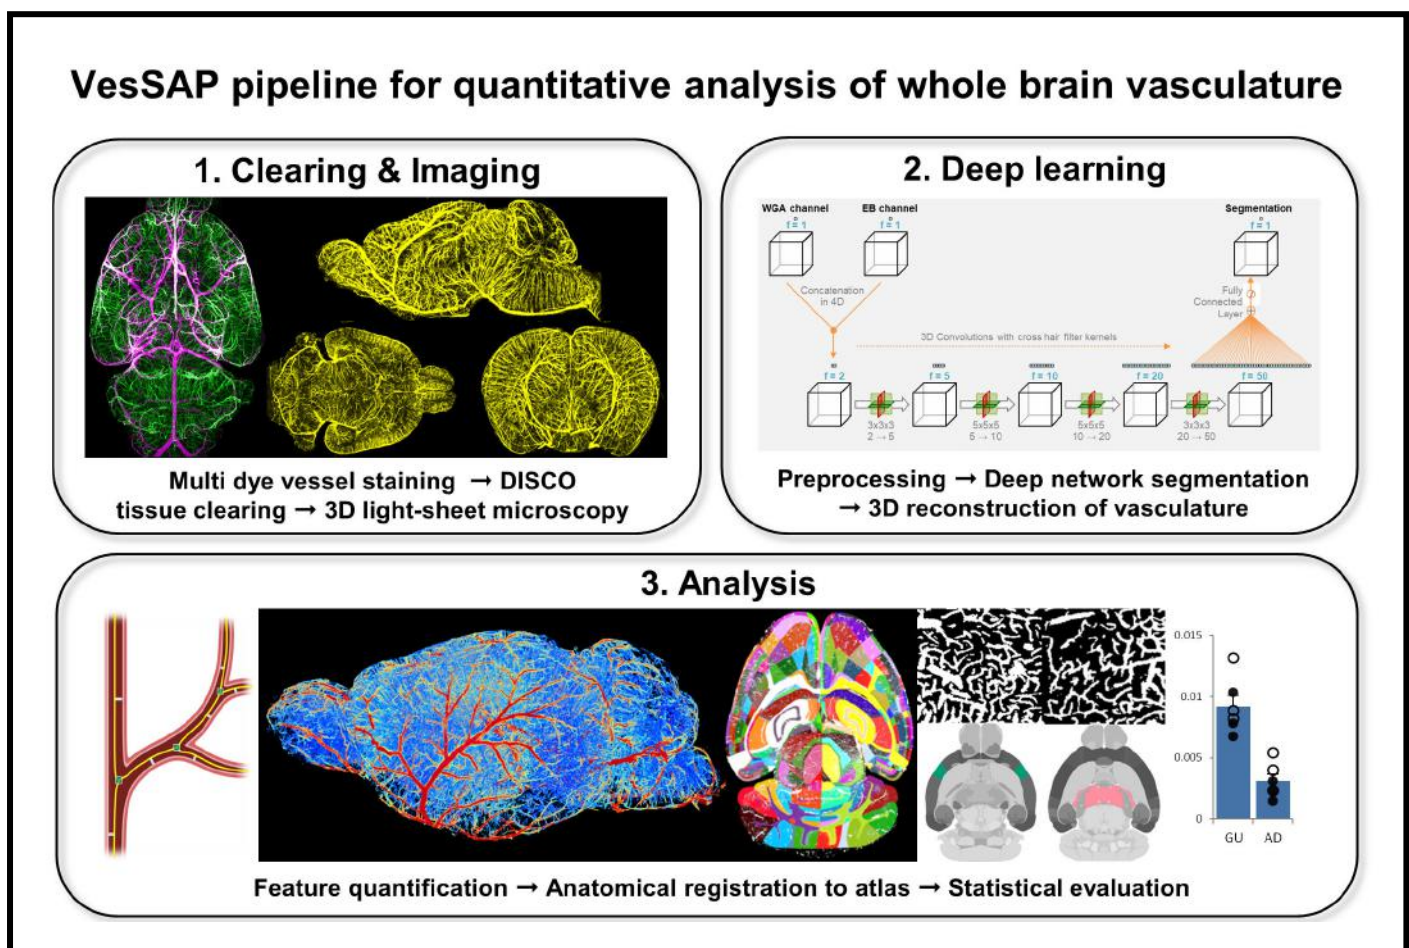 VesSAP pipeline for quantitative analysis of whole brain vasculature
1. Clearing & Imaging
Multi dye vessel staining → DISCO
tissue clearing → 3D light-sheet microscopy
2. Deep learning
WGA channel EB channel Segmentation
f = 1 f = 1 f = 1
Concatenation
in 4D
Fully
Connected
Layer
3D Convolutions with cross hair filter kernels
f = 2 f = 5 f = 10 f = 20 f = 50
3x3x3 5x5x5 5x5x5 3x3x3
2 → 5 5 → 10 10 → 20 20 → 50
Preprocessing → Deep network segmentation
→ 3D reconstruction of vasculature
3. Analysis
0.015
0.01
0.005
0
GU AD
Feature quantification → Anatomical registration to atlas → Statistical evaluation